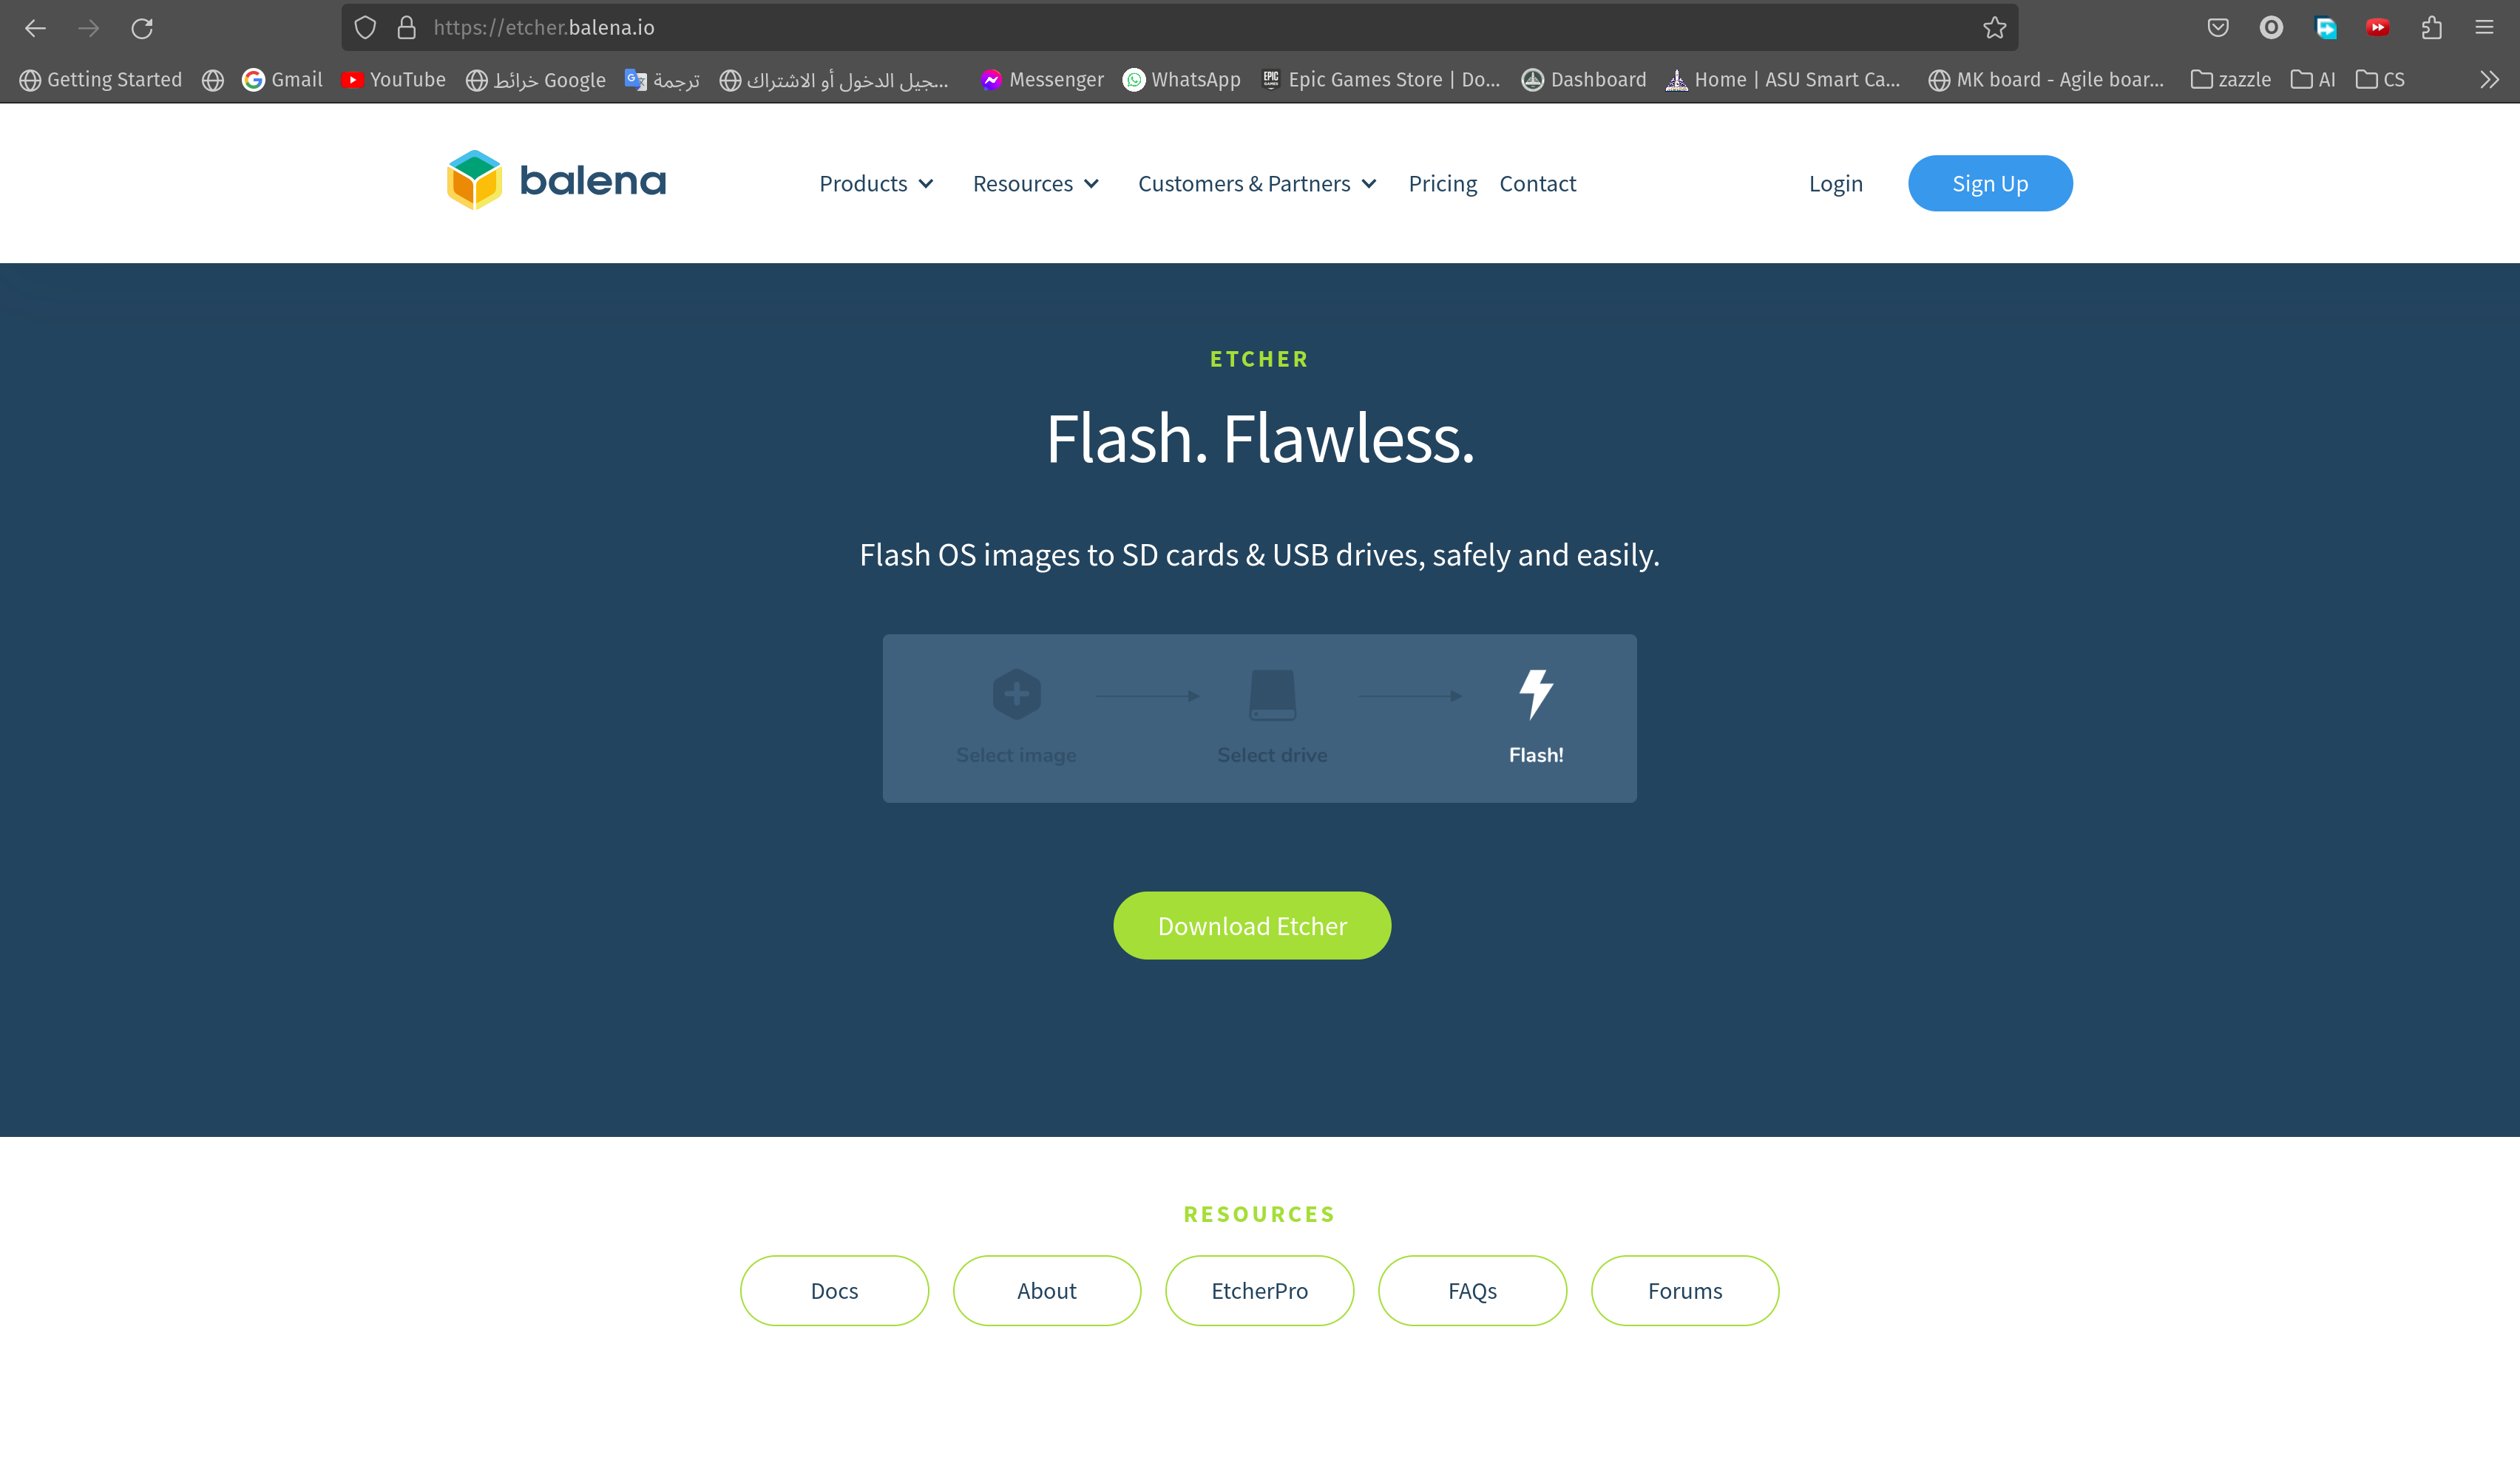 https://etcher.balena.io
Getting Started Gmail YouTube خرائط Google ترجمة جيل الدخول أو الاشتراك... Messenger WhatsApp Epic Games Store | Do... Dashboard Home | ASU Smart Ca... MK board - Agile boar... zazzle AI CS
balena Products Resources Customers & Partners Pricing Contact Login Sign Up
ETCHER
Flash. Flawless.
Flash OS images to SD cards & USB drives, safely and easily.
Select image Select drive Flash!
Download Etcher
RESOURCES
Docs About EtcherPro FAQs Forums